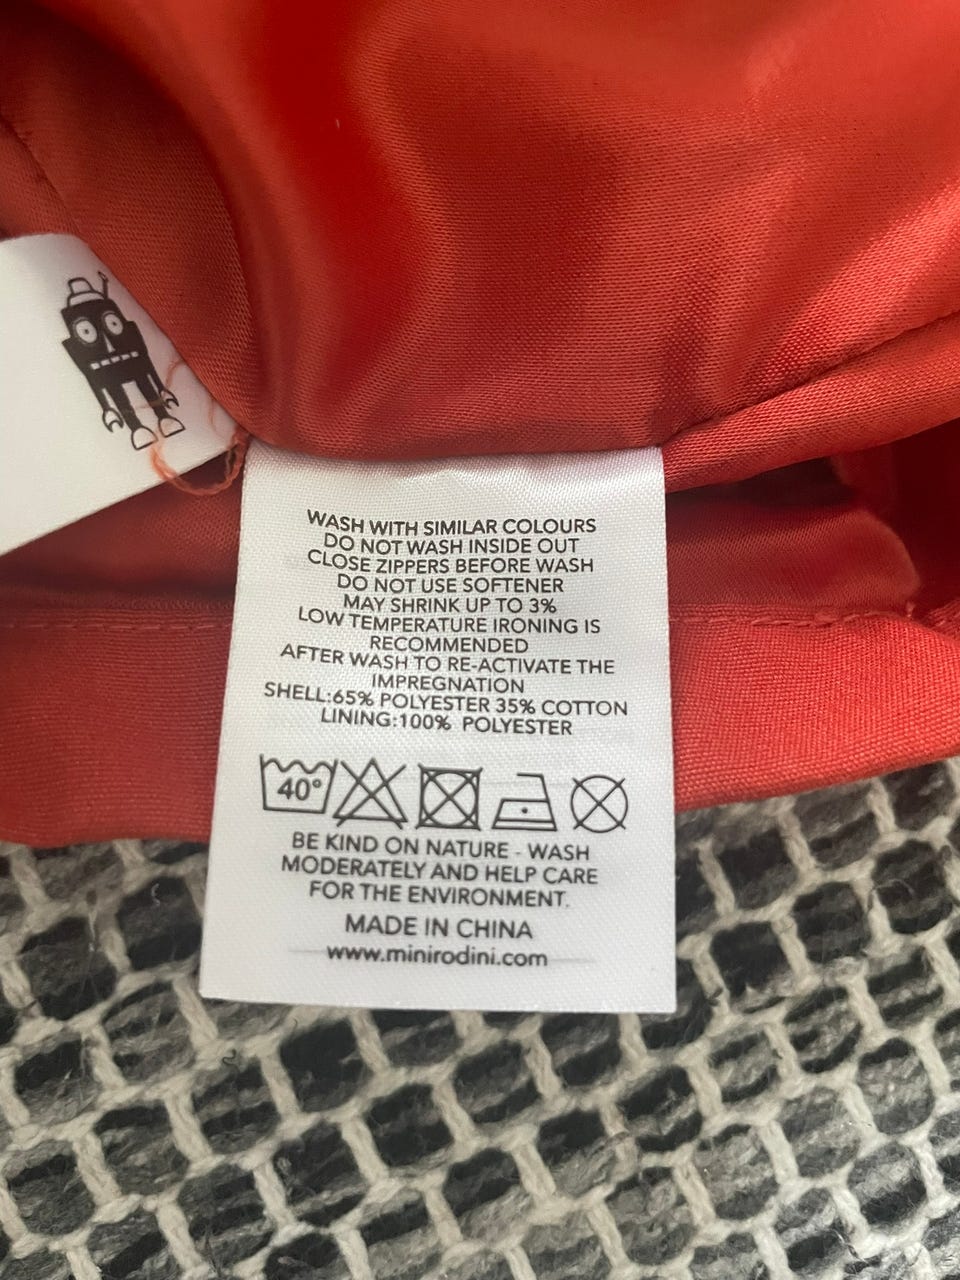 WASH WITH SIMILAR COLOURS
DO NOT WASH INSIDE OUT
CLOSE ZIPPERS BEFORE WASH
DO NOT USE SOFTENER
MAY SHRINK UP TO 3%
LOW TEMPERATURE IRONING IS
RECOMMENDED
AFTER WASH TO RE-ACTIVATE THE
IMPREGNATION
SHELL:65% POLYESTER 35% COTTON
LINING:100% POLYESTER
40°
BE KIND ON NATURE - WASH
MODERATELY AND HELP CARE
FOR THE ENVIRONMENT.
MADE IN CHINA
www.minirodini.com